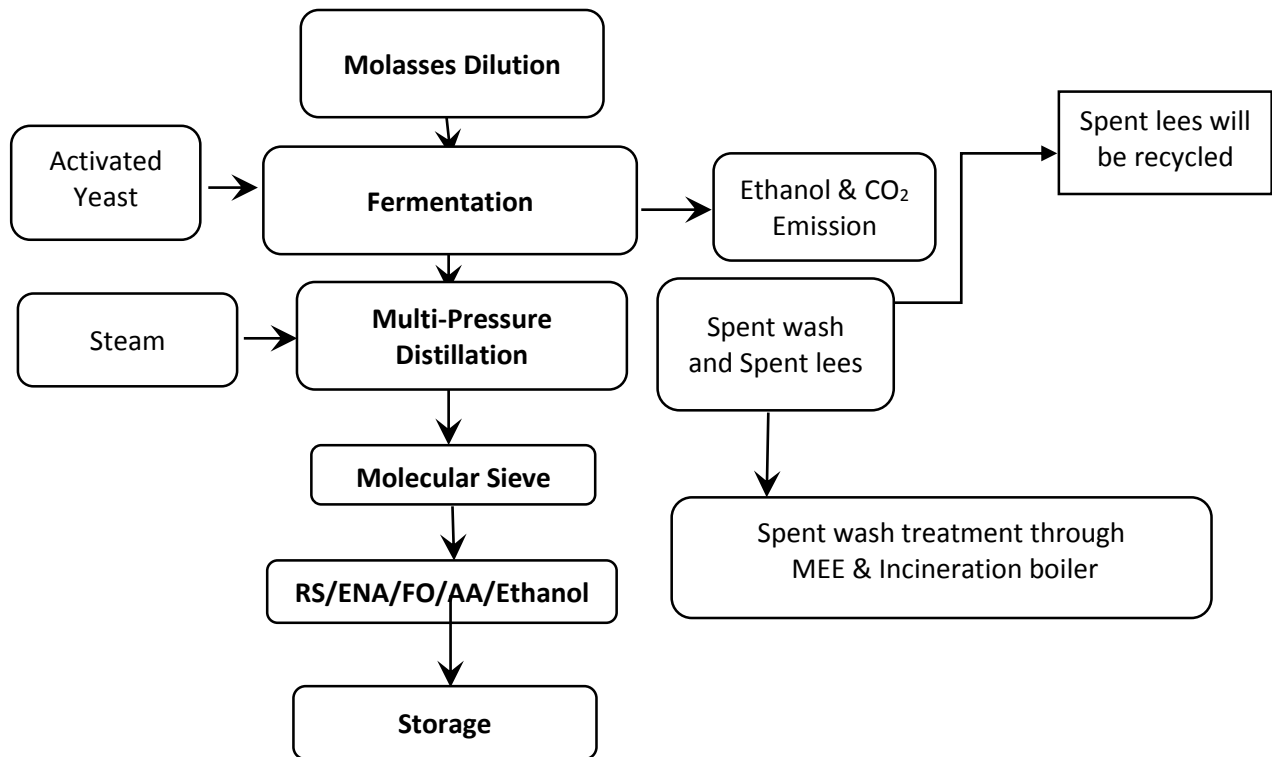 Molasses Dilution
Spent lees will
be recycled
Activated
Yeast
Fermentation
Ethanol & CO₂
Emission
Multi-Pressure
Distillation
Steam
Spent wash
and Spent lees
Molecular Sieve
Spent wash treatment through
MEE & Incineration boiler
RS/ENA/FO/AA/Ethanol
Storage